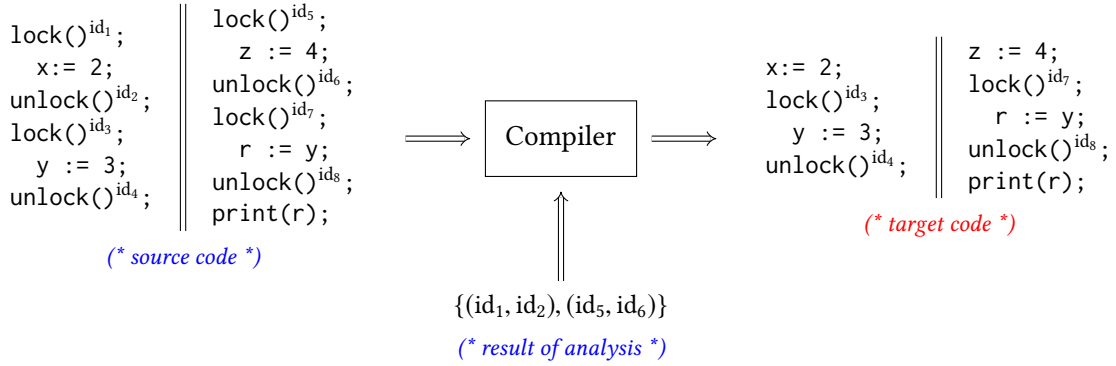 lock()^id₁;
x:= 2;
unlock()^id₂;
lock()^id₃;
y := 3;
unlock()^id₄;
lock()^id₅;
z := 4;
unlock()^id₆;
lock()^id₇;
r := y;
unlock()^id₈;
print(r);
(* source code *)
Compiler
{(id₁, id₂), (id₅, id₆)}
(* result of analysis *)
x:= 2;
lock()^id₃;
y := 3;
unlock()^id₄;
z := 4;
lock()^id₇;
r := y;
unlock()^id₈;
print(r);
(* target code *)